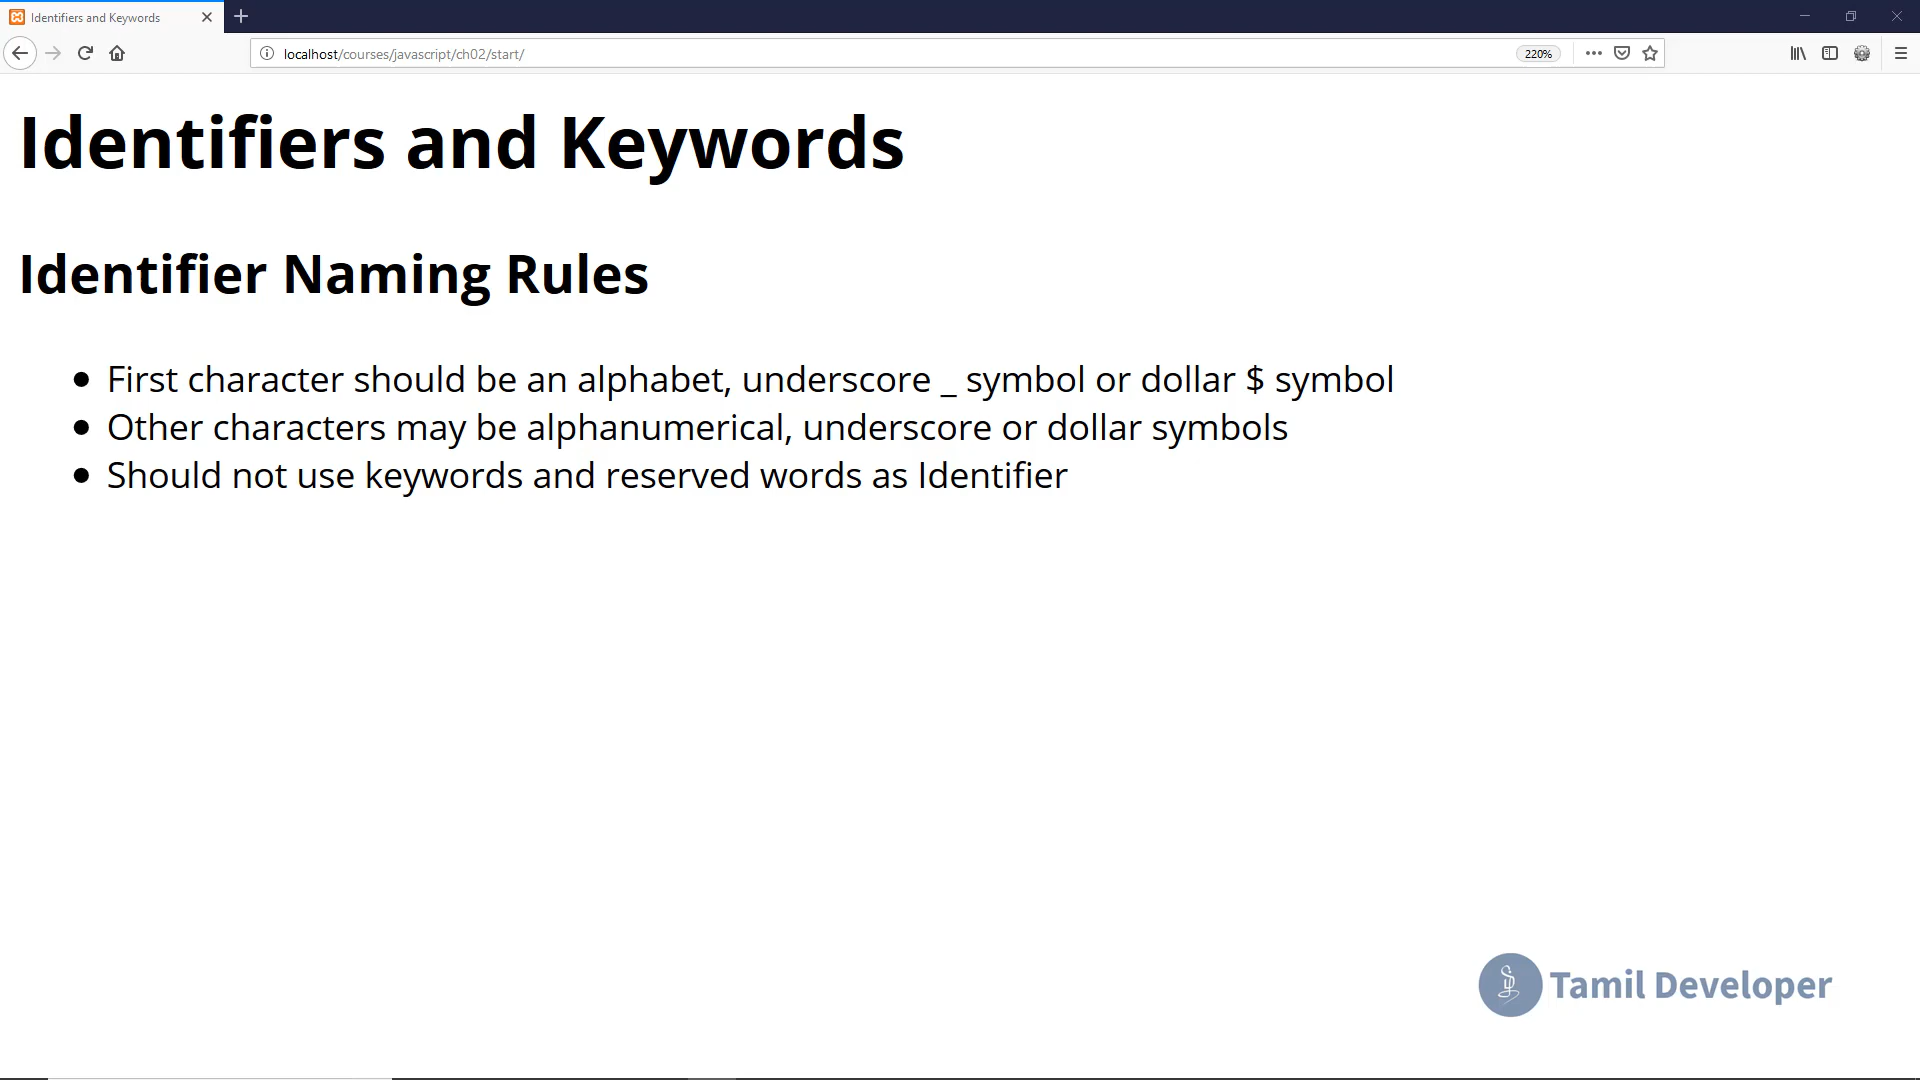 Identifiers and Keywords
localhost/courses/javascript/ch02/start/
220%
Identifiers and Keywords
Identifier Naming Rules
First character should be an alphabet, underscore _ symbol or dollar $ symbol
Other characters may be alphanumerical, underscore or dollar symbols
Should not use keywords and reserved words as Identifier
Tamil Developer